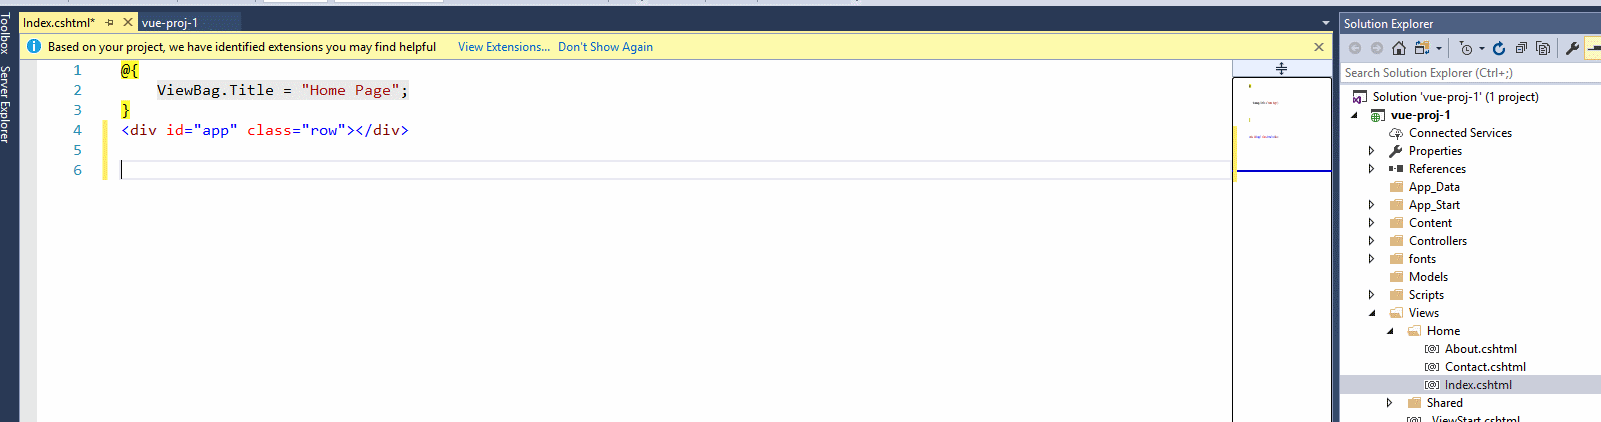 Toolbox
Server Explorer
Index.cshtml*
vue-proj-1
Based on your project, we have identified extensions you may find helpful View Extensions... Don't Show Again
1 @{
2 ViewBag.Title = "Home Page";
3 }
4 <div id="app" class="row"></div>
5
6
Solution Explorer
Search Solution Explorer (Ctrl+;)
Solution 'vue-proj-1' (1 project)
vue-proj-1
Connected Services
Properties
References
App_Data
App_Start
Content
Controllers
fonts
Models
Scripts
Views
Home
About.cshtml
Contact.cshtml
Index.cshtml
Shared
_ViewStart.cshtml